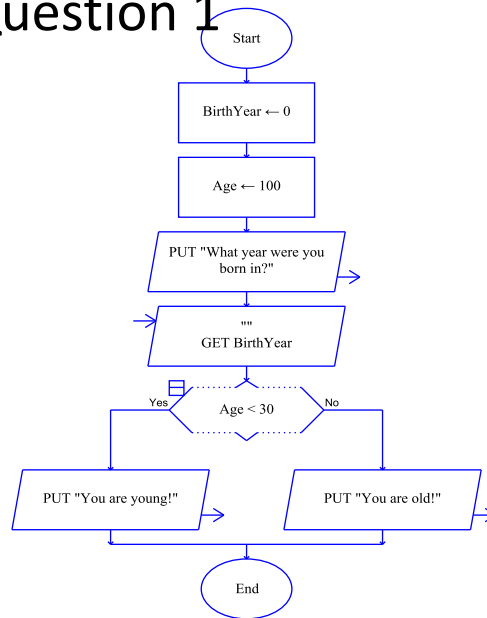 uestion 1
Start
BirthYear ← 0
Age ← 100
PUT "What year were you
born in?"
""
GET BirthYear
Age < 30
Yes
No
PUT "You are young!"
PUT "You are old!"
End